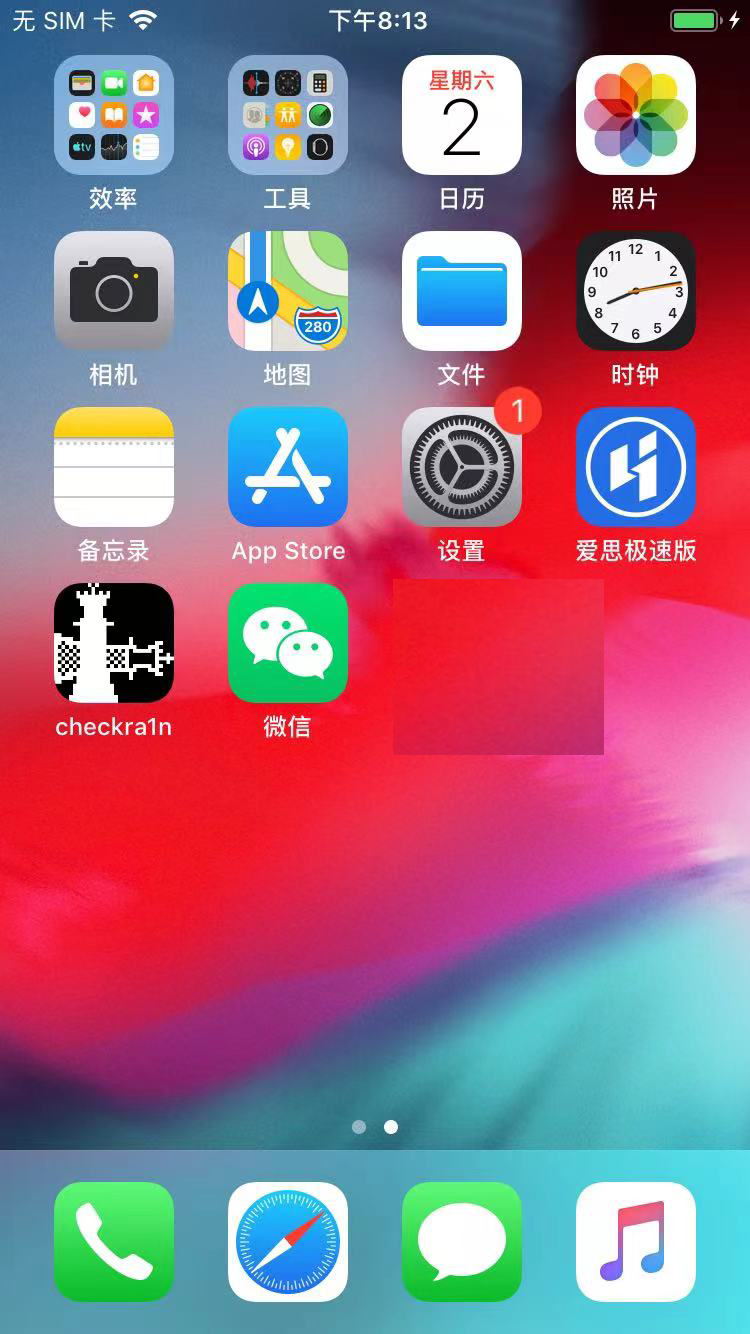 无 SIM 卡 下午8:13
星期六
2
效率 工具 日历 照片
280
12 1 2 3 4 5 6 7 8 9 10 11
相机 地图 文件 时钟
1
备忘录 App Store 设置 爱思极速版
checkra1n 微信